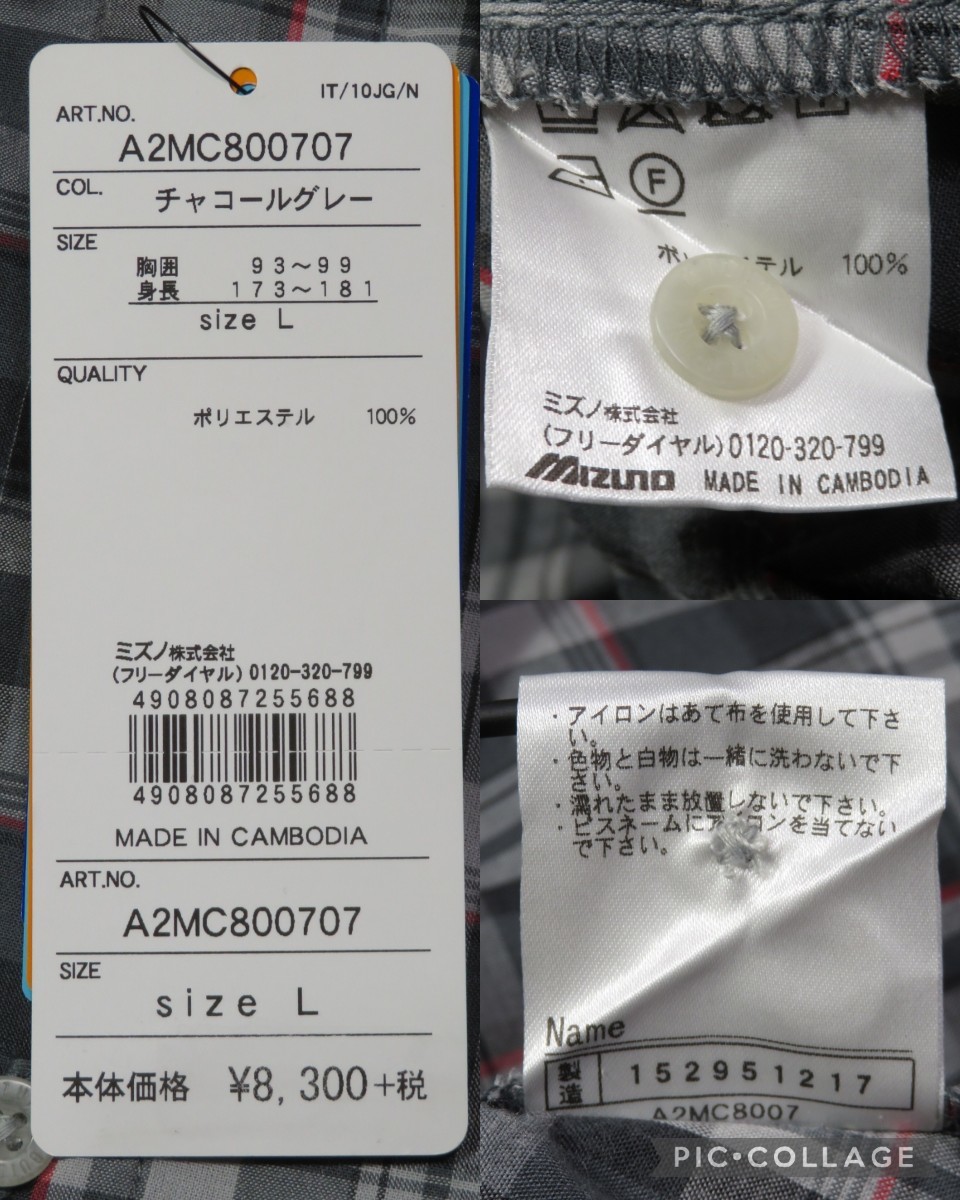 IT/10JG/N
ART.NO.
A2MC800707
COL.
チャコールグレー
SIZE
胸囲 93～99
身長 173～181
size L
QUALITY
ポリエステル 100%
ミズノ株式会社
(フリーダイヤル) 0120-320-799
4908087255688
4908087255688
MADE IN CAMBODIA
ART.NO.
A2MC800707
SIZE
size L
本体価格 ¥8,300+税
F
ポ テル 100%
ミズノ株式会社
(フリーダイヤル)0120-320-799
MIZUNO MADE IN CAMBODIA
・アイロンはあて布を使用して下さ
い。
・色物と白物は一緒に洗わないで下
さい。
・濡れたまま放置しないで下さい。
・ピスネームにアイロンを当てない
で下さい。
Name
製造 152951217
A2MC8007
PIC•COLLAGE